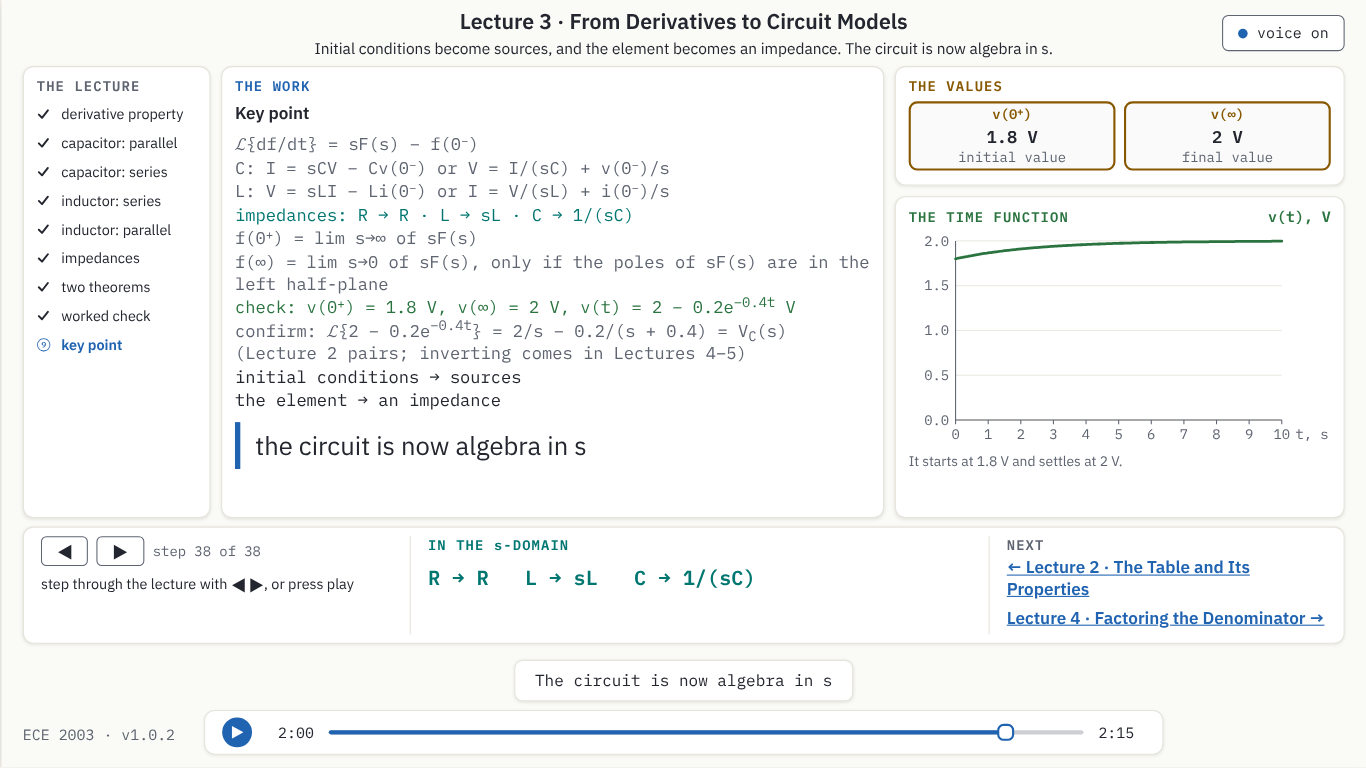 Lecture 3 · From Derivatives to Circuit Models
Initial conditions become sources, and the element becomes an impedance. The circuit is now algebra in s.
voice on
THE LECTURE
derivative property
capacitor: parallel
capacitor: series
inductor: series
inductor: parallel
impedances
two theorems
worked check
9 key point
THE WORK
Key point
ℒ{df/dt} = sF(s) − f(0⁻)
C: I = sCV − Cv(0⁻) or V = I/(sC) + v(0⁻)/s
L: V = sLI − Li(0⁻) or I = V/(sL) + i(0⁻)/s
impedances: R → R · L → sL · C → 1/(sC)
f(0⁺) = lim s→∞ of sF(s)
f(∞) = lim s→0 of sF(s), only if the poles of sF(s) are in the
left half-plane
check: v(0⁺) = 1.8 V, v(∞) = 2 V, v(t) = 2 − 0.2e^−0.4t V
confirm: ℒ{2 − 0.2e^−0.4t} = 2/s − 0.2/(s + 0.4) = V_C(s)
(Lecture 2 pairs; inverting comes in Lectures 4–5)
initial conditions → sources
the element → an impedance
the circuit is now algebra in s
THE VALUES
v(0⁺)
1.8 V
initial value
v(∞)
2 V
final value
THE TIME FUNCTION
v(t), V
2.0
1.5
1.0
0.5
0.0
0 1 2 3 4 5 6 7 8 9 10 t, s
It starts at 1.8 V and settles at 2 V.
◀ ▶ step 38 of 38
step through the lecture with ◀ ▶, or press play
IN THE s-DOMAIN
R → R L → sL C → 1/(sC)
NEXT
← Lecture 2 · The Table and Its
Properties
Lecture 4 · Factoring the Denominator →
The circuit is now algebra in s
ECE 2003 · v1.0.2
2:00
2:15